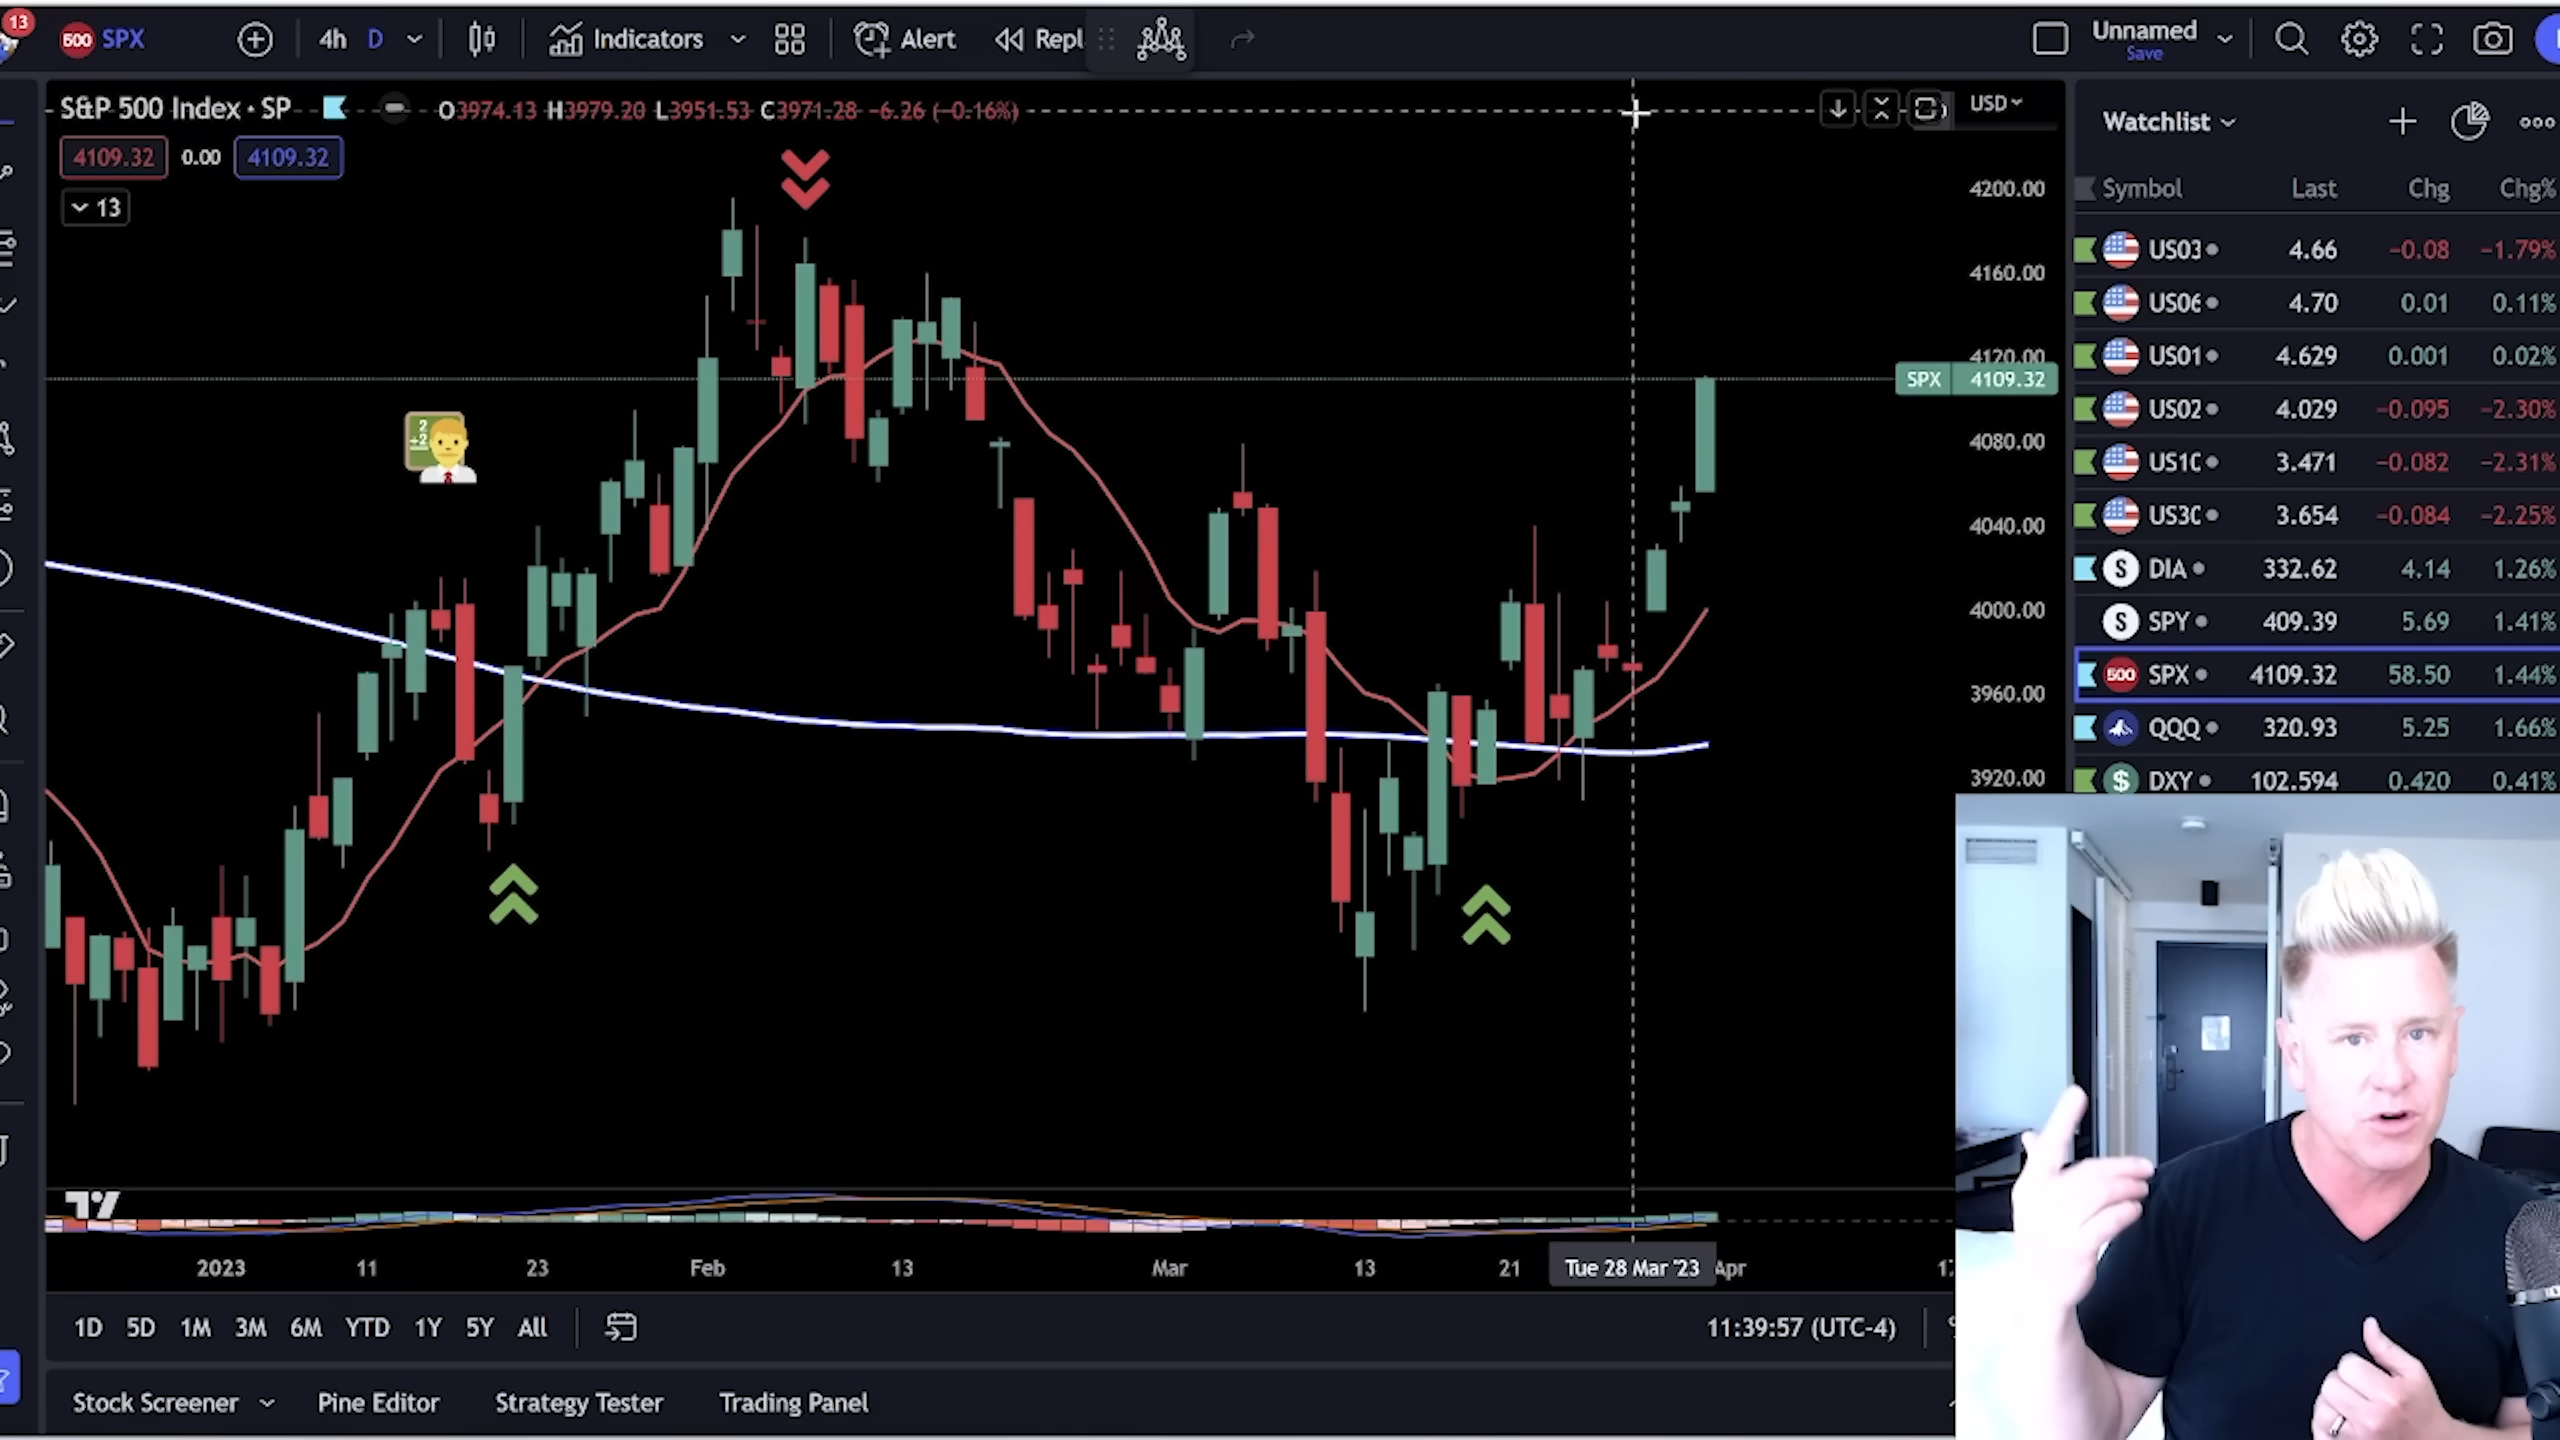 13
500 SPX
4h D
Indicators
Alert
Repl
Unnamed
Save
S&P 500 Index · SP
O3974.13 H3979.20 L3951.53 C3971.28 −6.26 (−0.16%)
USD
4109.32 0.00 4109.32
13
4200.00
4160.00
4120.00
SPX 4109.32
4080.00
4040.00
4000.00
3960.00
3920.00
2
+2
Watchlist
Symbol Last Chg Chg%
US03 4.66 −0.08 −1.79%
US06 4.70 0.01 0.11%
US01 4.629 0.001 0.02%
US02 4.029 −0.095 −2.30%
US1 3.471 −0.082 −2.31%
US3 3.654 −0.084 −2.25%
S DIA 332.62 4.14 1.26%
S SPY 409.39 5.69 1.41%
500 SPX 4109.32 58.50 1.44%
QQQ 320.93 5.25 1.66%
$ DXY 102.594 0.420 0.41%
2023 11 23 Feb 13 Mar 13 21 Tue 28 Mar '23 Apr
1D 5D 1M 3M 6M YTD 1Y 5Y All
11:39:57 (UTC-4)
Stock Screener Pine Editor Strategy Tester Trading Panel